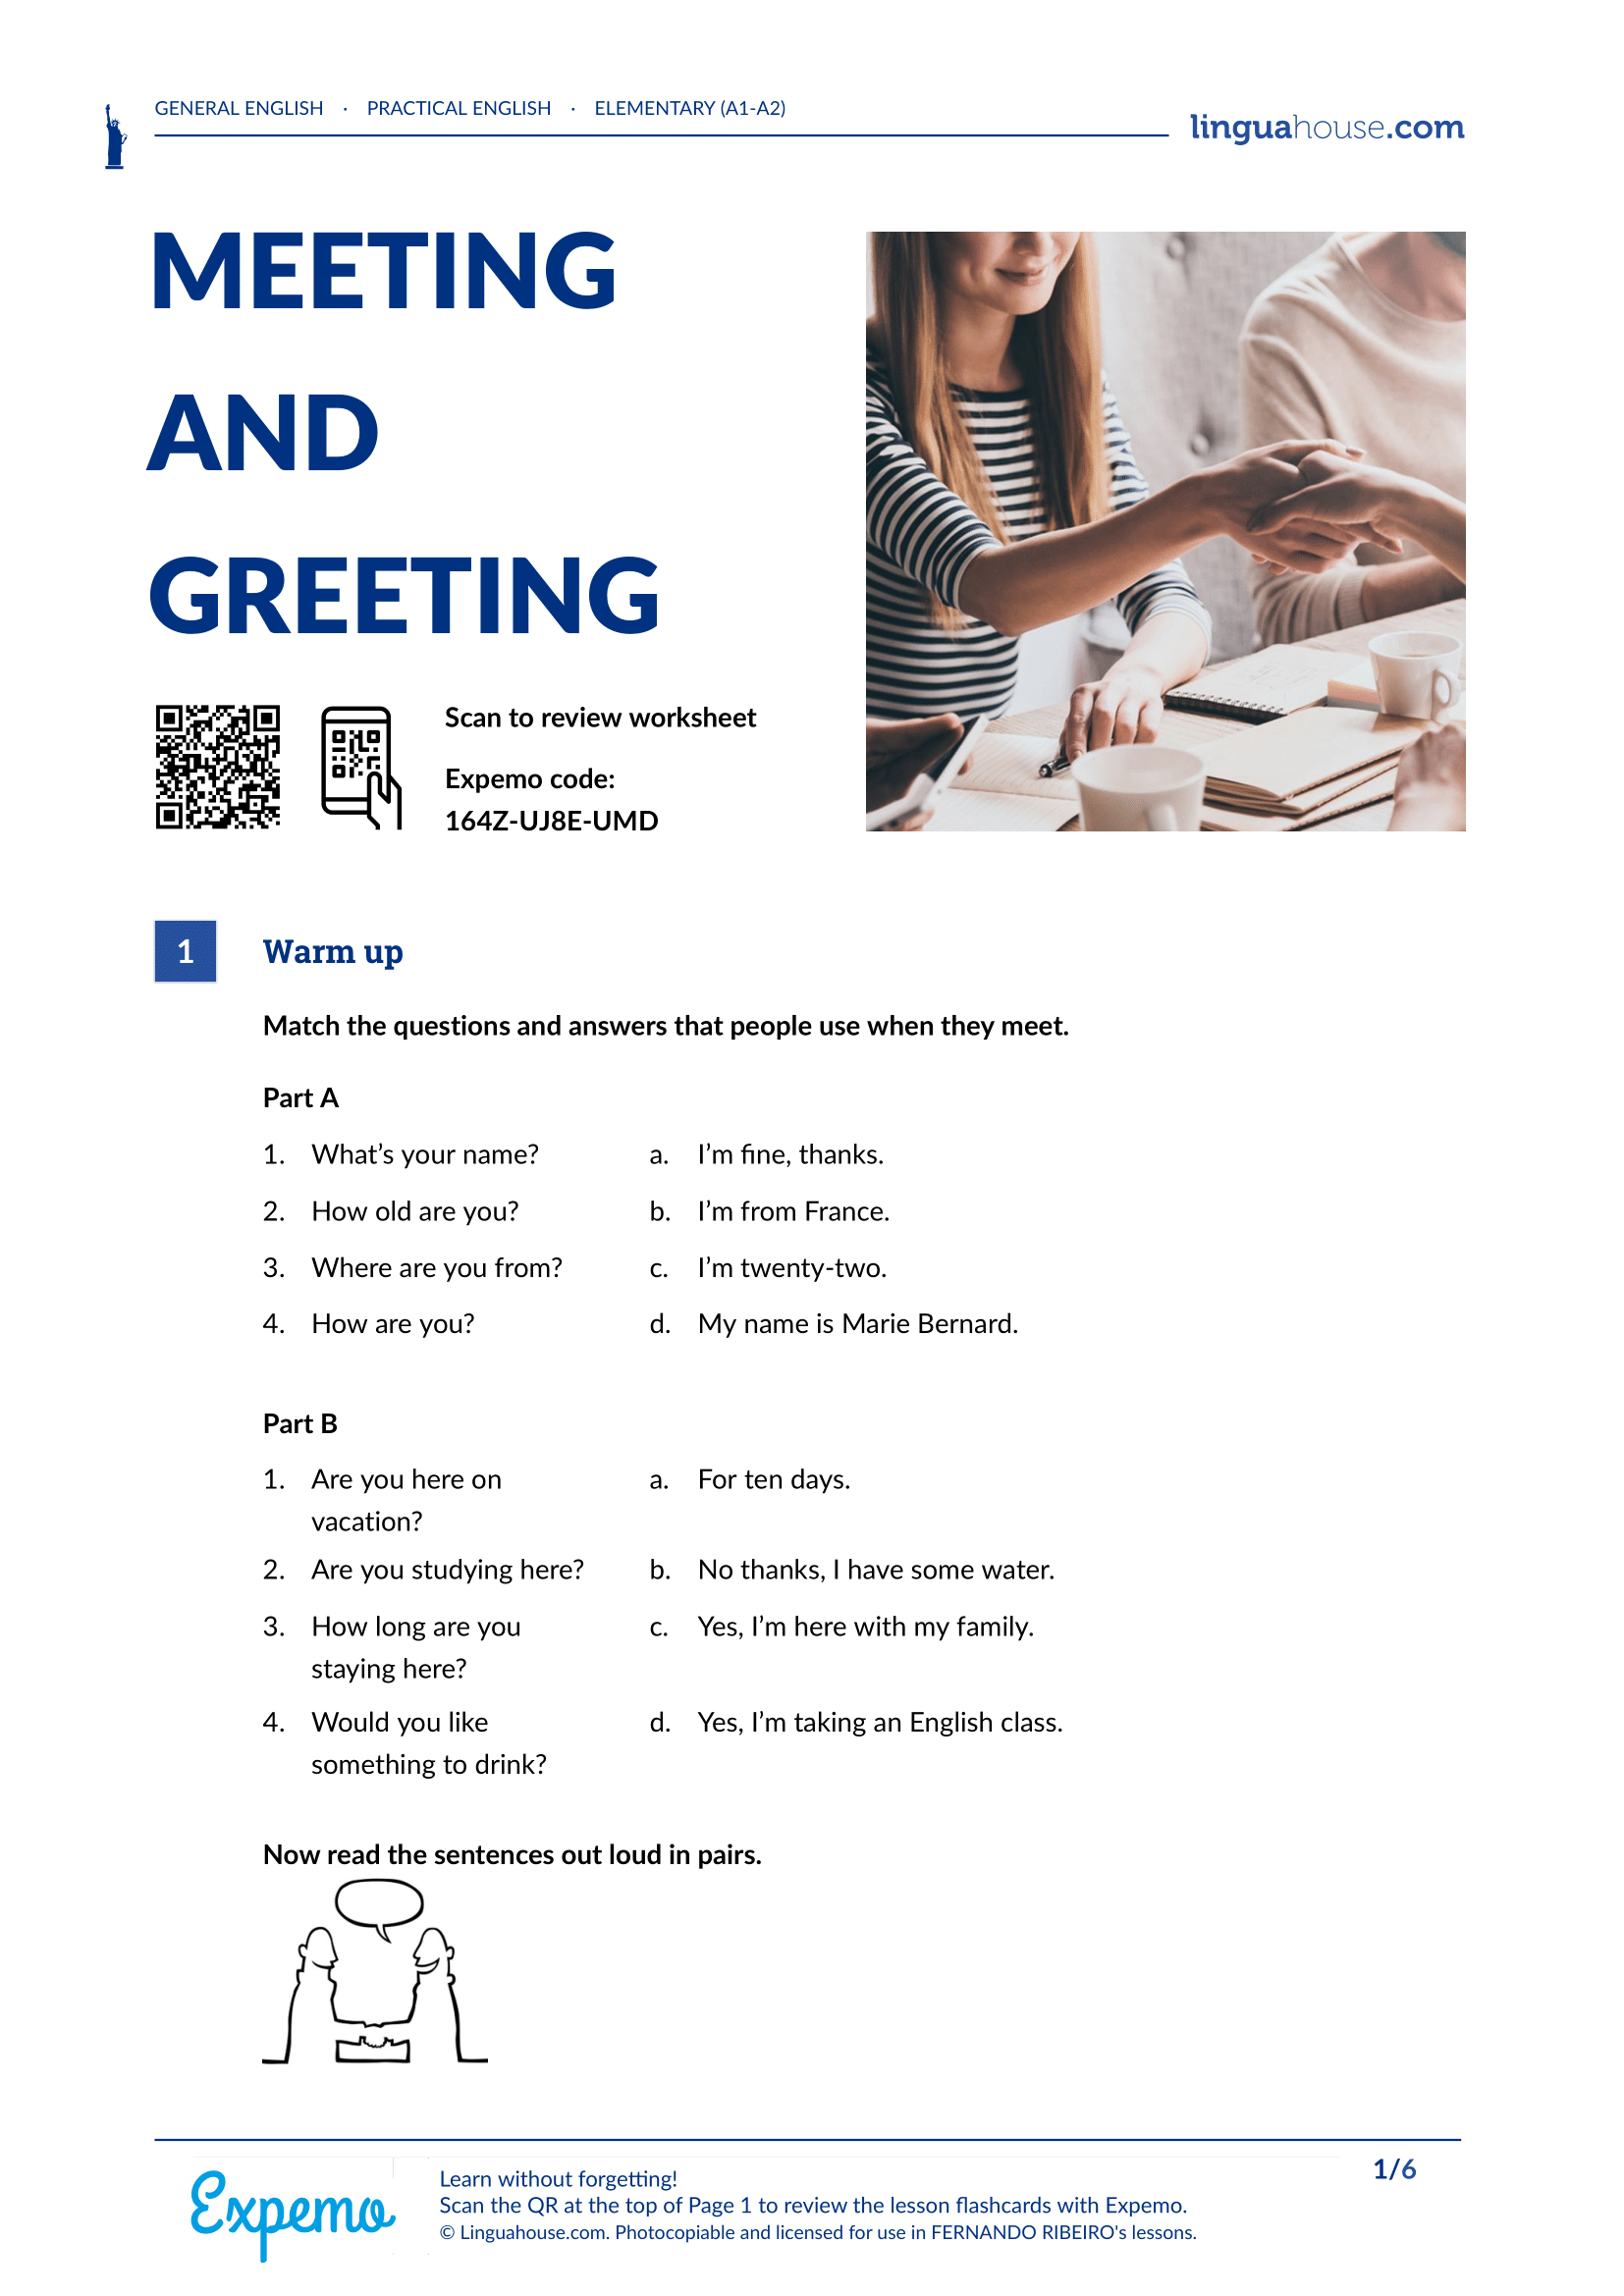 GENERAL ENGLISH · PRACTICAL ENGLISH · ELEMENTARY (A1-A2)
linguahouse.com
MEETING
AND
GREETING
Scan to review worksheet
Expemo code:
164Z-UJ8E-UMD
1 Warm up
Match the questions and answers that people use when they meet.
Part A
1. What’s your name? a. I’m fine, thanks.
2. How old are you? b. I’m from France.
3. Where are you from? c. I’m twenty-two.
4. How are you? d. My name is Marie Bernard.
Part B
1. Are you here on a. For ten days.
vacation?
2. Are you studying here? b. No thanks, I have some water.
3. How long are you c. Yes, I’m here with my family.
staying here?
4. Would you like d. Yes, I’m taking an English class.
something to drink?
Now read the sentences out loud in pairs.
Expemo
1/6
Learn without forgetting!
Scan the QR at the top of Page 1 to review the lesson flashcards with Expemo.
© Linguahouse.com. Photocopiable and licensed for use in FERNANDO RIBEIRO's lessons.